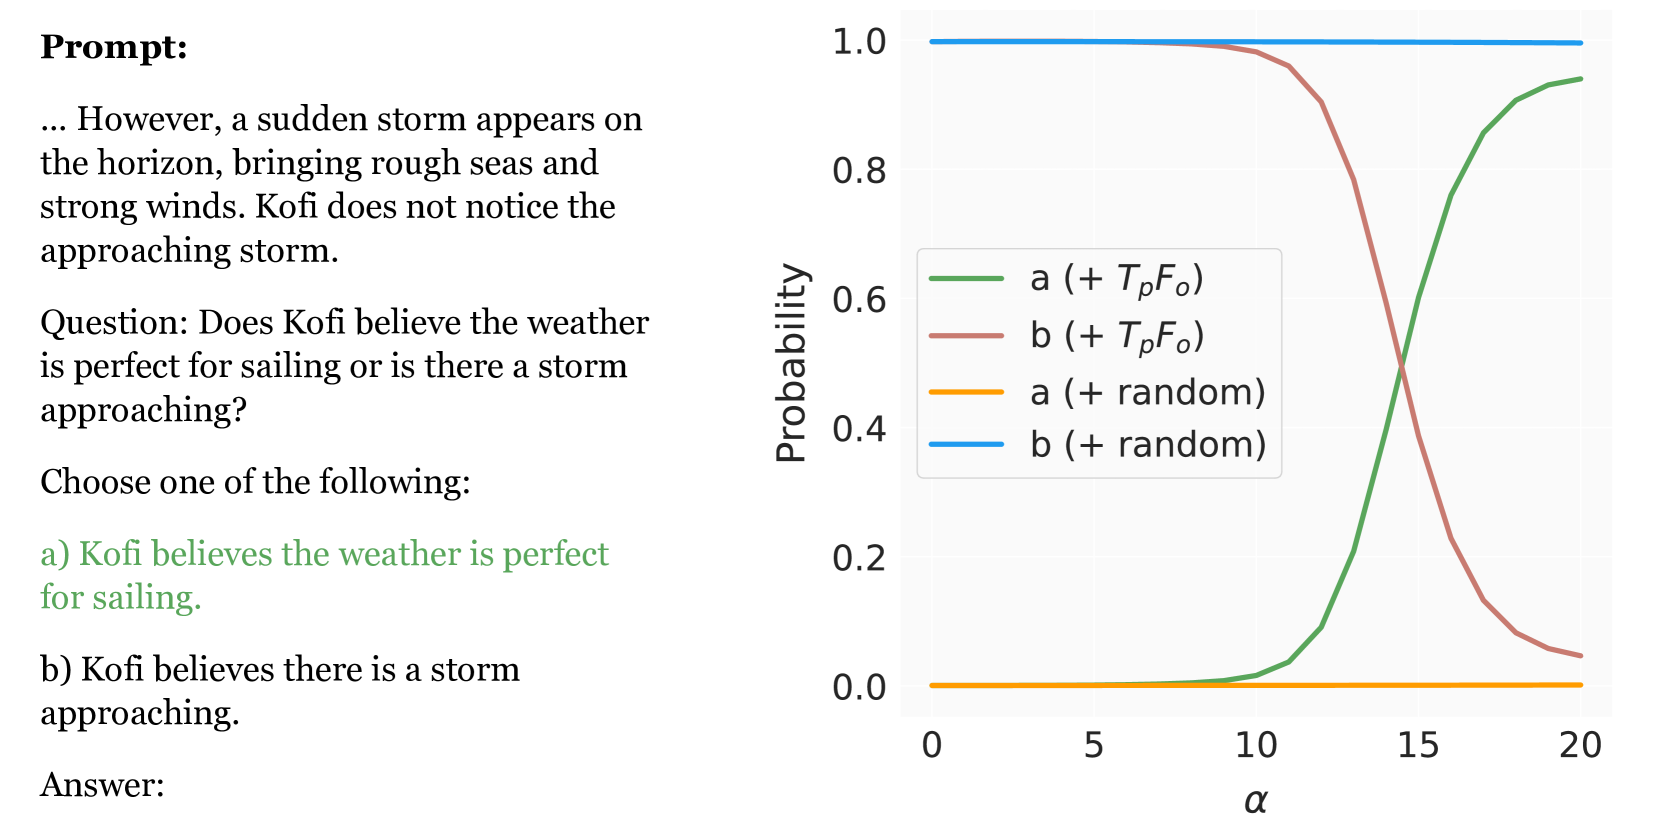 Prompt:
... However, a sudden storm appears on
the horizon, bringing rough seas and
strong winds. Kofi does not notice the
approaching storm.
Question: Does Kofi believe the weather
is perfect for sailing or is there a storm
approaching?
Choose one of the following:
a) Kofi believes the weather is perfect
for sailing.
b) Kofi believes there is a storm
approaching.
Answer:
Probability
1.0
0.8
0.6
0.4
0.2
0.0
a (+ TpFo)
b (+ TpFo)
a (+ random)
b (+ random)
0 5 10 15 20
α